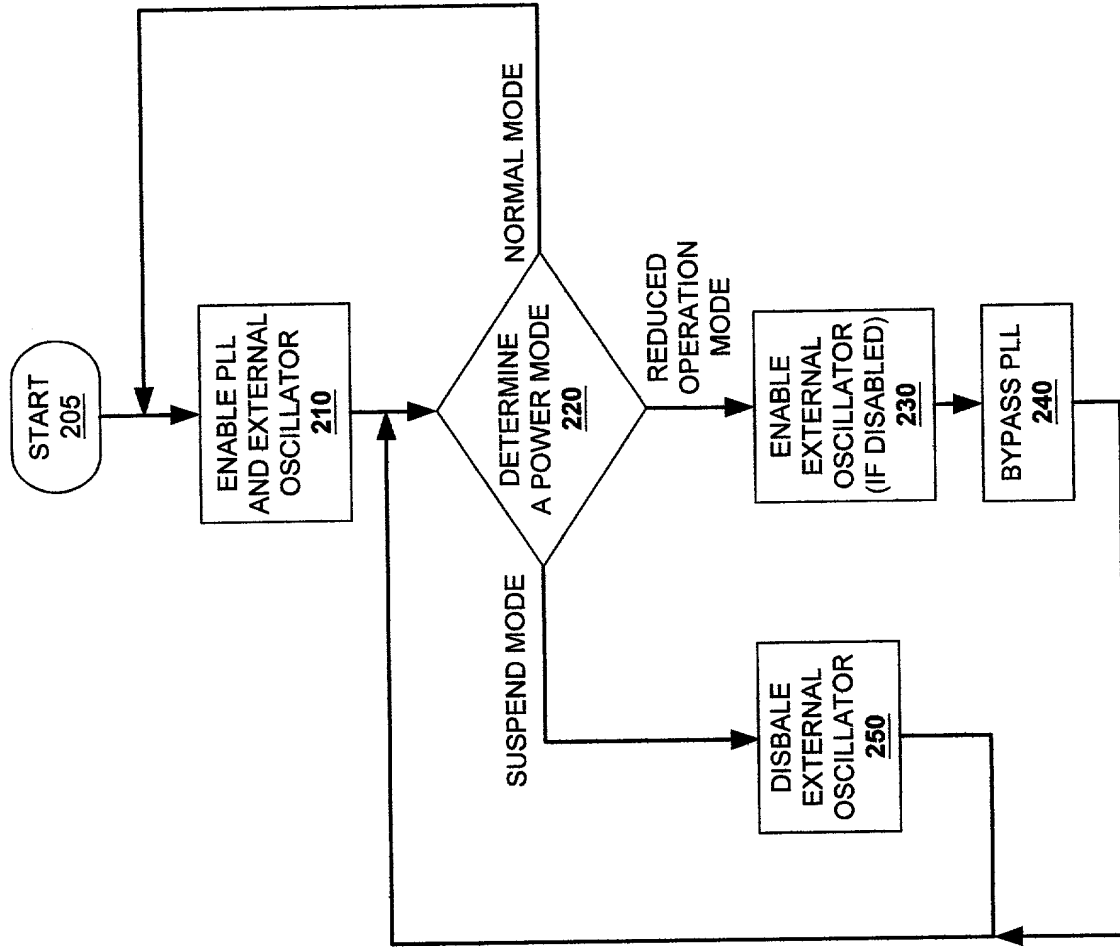 START
205
ENABLE PLL
AND EXTERNAL
OSCILLATOR
210
DETERMINE
A POWER MODE
220
NORMAL MODE
SUSPEND MODE
REDUCED
OPERATION
MODE
ENABLE
EXTERNAL
OSCILLATOR
(IF DISABLED)
230
BYPASS PLL
240
DISBALE
EXTERNAL
OSCILLATOR
250